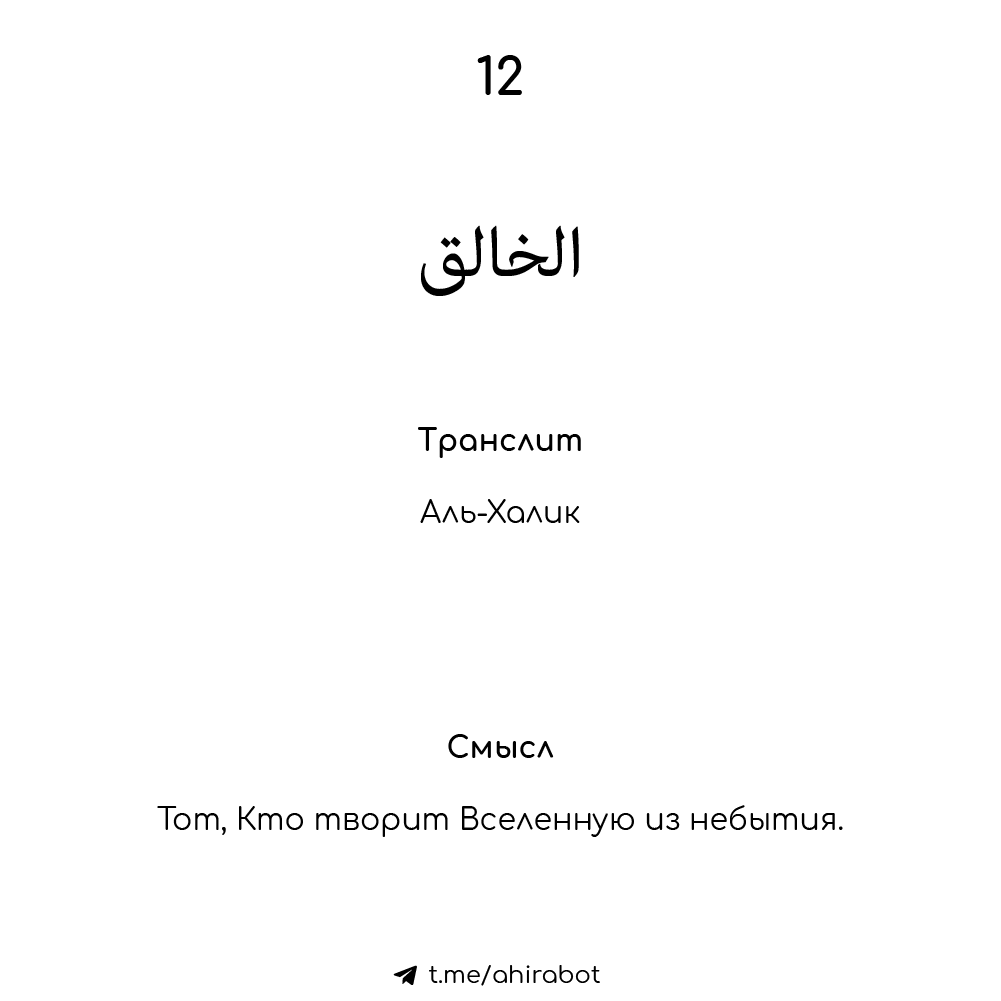 12
الخالق
Транслит
Аль-Халик
Смысл
Тот, Кто творит Вселенную из небытия.
t.me/ahirabot